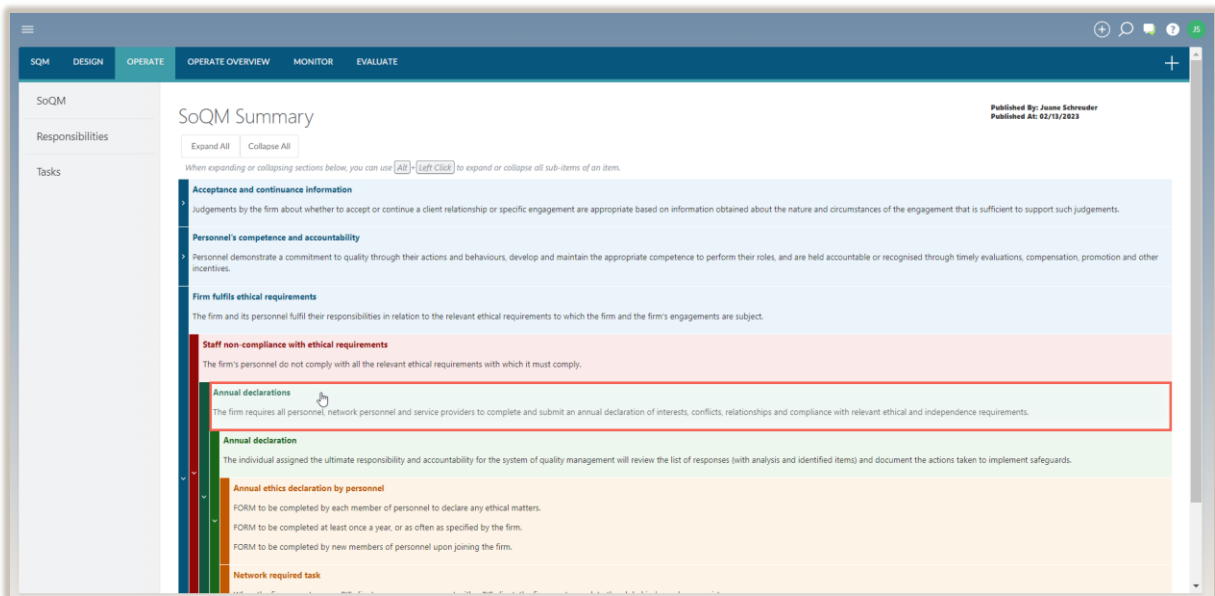 JS
SQM DESIGN OPERATE OPERATE OVERVIEW MONITOR EVALUATE
SoQM
Responsibilities
Tasks
SoQM Summary
Published By: Juane Schreuder
Published At: 02/13/2023
Expand All Collapse All
When expanding or collapsing sections below, you can use Alt + Left Click to expand or collapse all sub-items of an item.
Acceptance and continuance information
Judgements by the firm about whether to accept or continue a client relationship or specific engagement are appropriate based on information obtained about the nature and circumstances of the engagement that is sufficient to support such judgements.
Personnel's competence and accountability
Personnel demonstrate a commitment to quality through their actions and behaviours, develop and maintain the appropriate competence to perform their roles, and are held accountable or recognised through timely evaluations, compensation, promotion and other
incentives.
Firm fulfils ethical requirements
The firm and its personnel fulfil their responsibilities in relation to the relevant ethical requirements to which the firm and the firm's engagements are subject.
Staff non-compliance with ethical requirements
The firm's personnel do not comply with all the relevant ethical requirements with which it must comply.
Annual declarations
The firm requires all personnel, network personnel and service providers to complete and submit an annual declaration of interests, conflicts, relationships and compliance with relevant ethical and independence requirements.
Annual declaration
The individual assigned the ultimate responsibility and accountability for the system of quality management will review the list of responses (with analysis and identified items) and document the actions taken to implement safeguards.
Annual ethics declaration by personnel
FORM to be completed by each member of personnel to declare any ethical matters.
FORM to be completed at least once a year, or as often as specified by the firm.
FORM to be completed by new members of personnel upon joining the firm.
Network required task